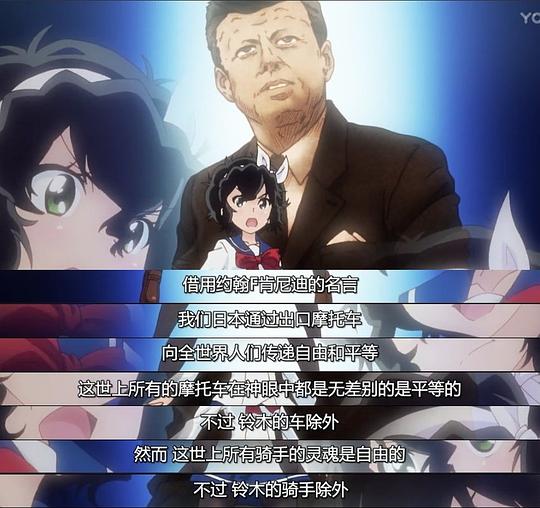 YO
借用约翰『肯尼迪的名言
我们日本通过出口摩托车
向全世界人们传递自由和平等
这世上所有的摩托车在神眼中都是无差别的是平等的
不过 铃木的车除外
然而 这世上所有骑手的灵魂是自由的
不过 铃木的骑手除外